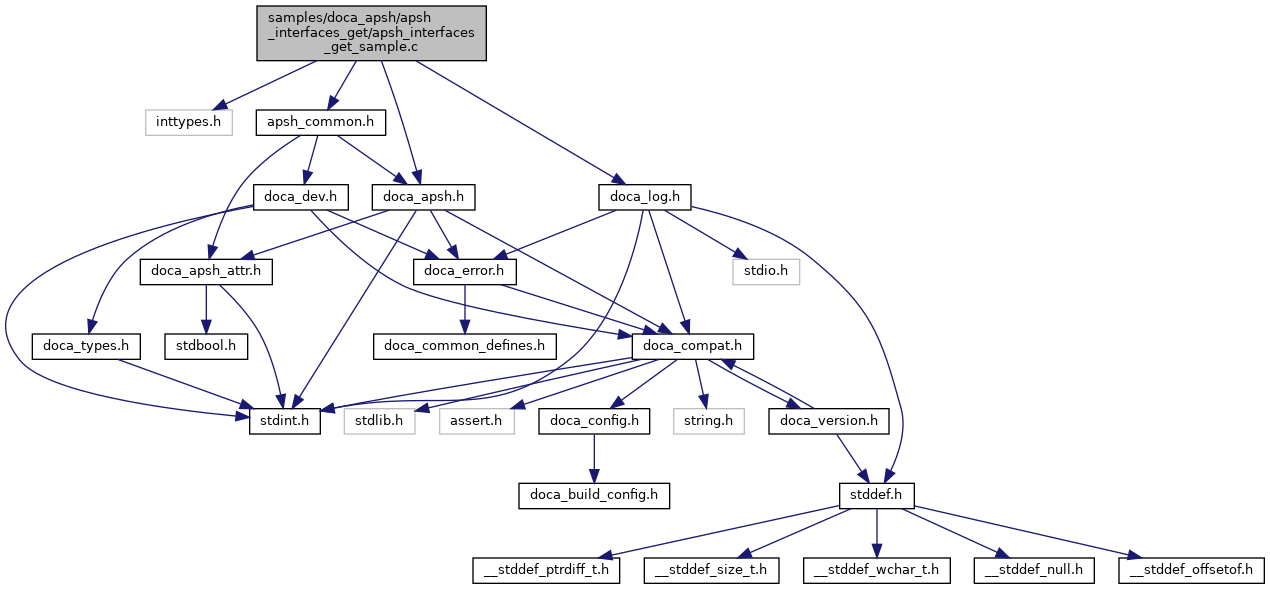 samples/doca_apsh/apsh
_interfaces_get/apsh_interfaces
_get_sample.c
inttypes.h
apsh_common.h
doca_dev.h
doca_apsh.h
doca_log.h
doca_apsh_attr.h
doca_error.h
stdio.h
doca_types.h
stdbool.h
doca_common_defines.h
doca_compat.h
stdint.h
stdlib.h
assert.h
doca_config.h
string.h
doca_version.h
doca_build_config.h
stddef.h
__stddef_ptrdiff_t.h
__stddef_size_t.h
__stddef_wchar_t.h
__stddef_null.h
__stddef_offsetof.h